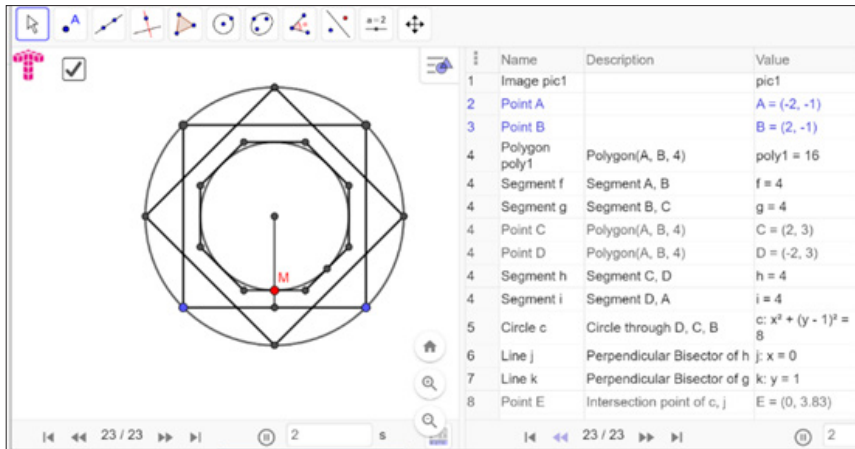 A
a=2
M
23 / 23
2
s
Name Description Value
1 Image pic1 pic1
2 Point A A = (-2, -1)
3 Point B B = (2, -1)
4 Polygon poly1 Polygon(A, B, 4) poly1 = 16
4 Segment f Segment A, B f = 4
4 Segment g Segment B, C g = 4
4 Point C Polygon(A, B, 4) C = (2, 3)
4 Point D Polygon(A, B, 4) D = (-2, 3)
4 Segment h Segment C, D h = 4
4 Segment i Segment D, A i = 4
5 Circle c Circle through D, C, B c: x² + (y - 1)² = 8
6 Line j Perpendicular Bisector of h j: x = 0
7 Line k Perpendicular Bisector of g k: y = 1
8 Point E Intersection point of c, j E = (0, 3.83)
23 / 23
2